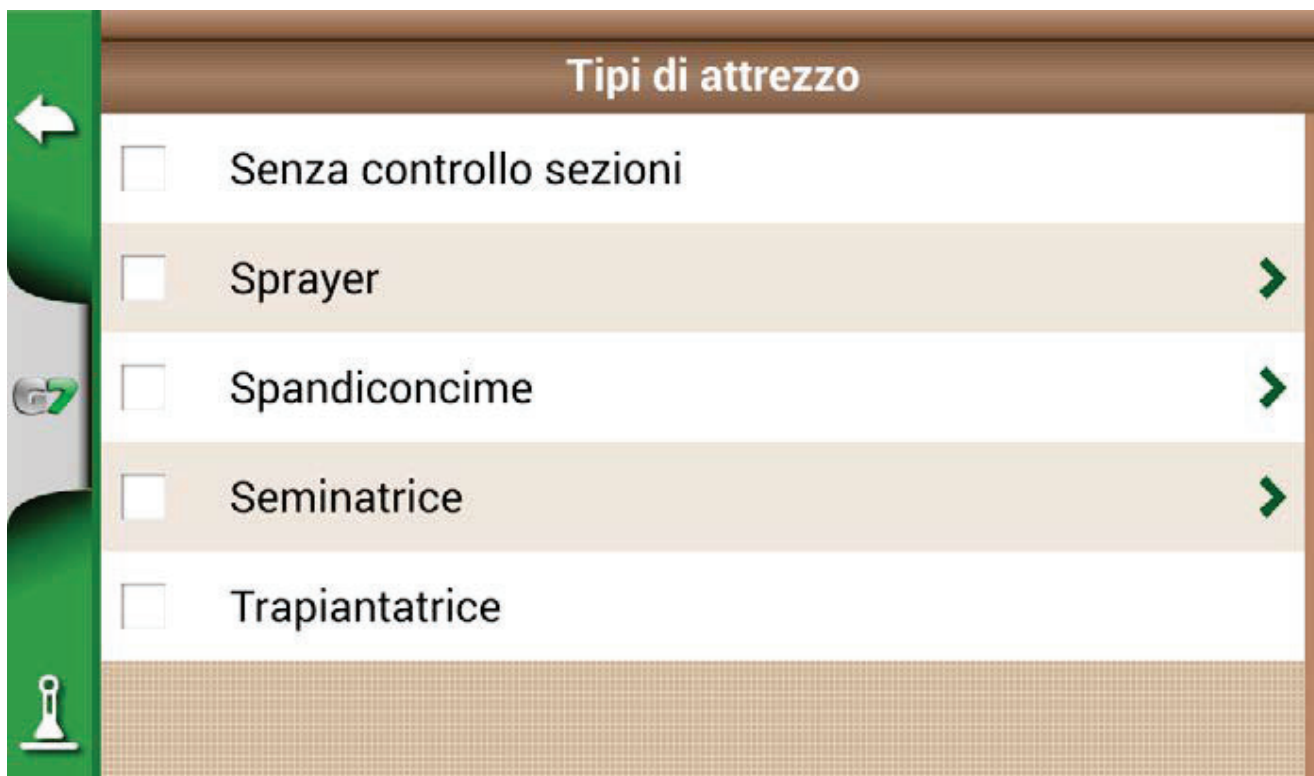 Tipi di attrezzo
Senza controllo sezioni
Sprayer
Spandiconcime
G7
Seminatrice
Trapiantatrice